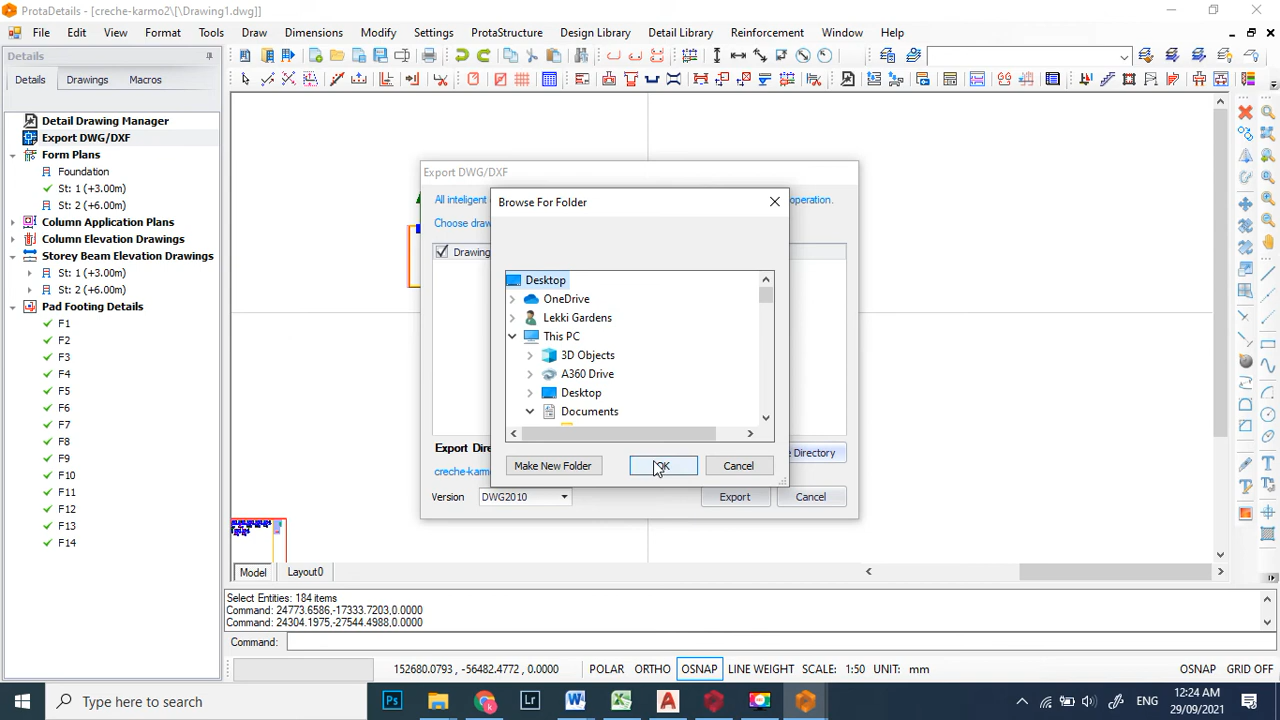 ProtaDetails - [creche-karmo2\[\Drawing1.dwg]]
File Edit View Format Tools Draw Dimensions Modify Settings ProtaStructure Design Library Detail Library Reinforcement Window Help
Details
Details Drawings Macros
Detail Drawing Manager
Export DWG/DXF
Form Plans
Foundation
St: 1 (+3.00m)
St: 2 (+6.00m)
Column Application Plans
Column Elevation Drawings
Storey Beam Elevation Drawings
St: 1 (+3.00m)
St: 2 (+6.00m)
Pad Footing Details
F1
F2
F3
F4
F5
F6
F7
F8
F9
F10
F11
F12
F13
F14
Export DWG/DXF
All inteligent
operation.
Choose draw
Drawing
Browse For Folder
Desktop
OneDrive
Lekki Gardens
This PC
3D Objects
A360 Drive
Desktop
Documents
Make New Folder
Cancel
Export Dire
Directory
creche-karmo
Version DWG2010 Export Cancel
Model Layout0
Select Entities: 184 items
Command: 24773.6586,-17333.7203,0.0000
Command: 24304.1975,-27544.4988,0.0000
Command:
152680.0793 , -56482.4772 , 0.0000 POLAR ORTHO OSNAP LINE WEIGHT SCALE: 1:50 UNIT: mm OSNAP GRID OFF
Type here to search
ENG
12:24 AM
29/09/2021